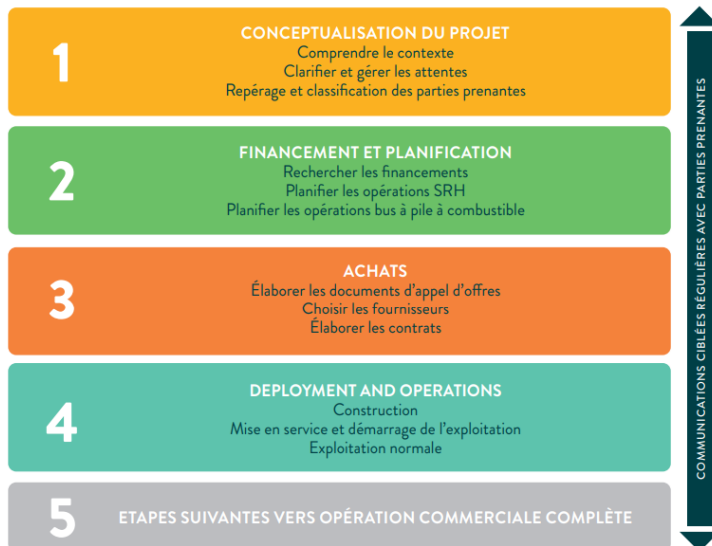 1
CONCEPTUALISATION DU PROJET
Comprendre le contexte
Clarifier et gérer les attentes
Repérage et classification des parties prenantes
2
FINANCEMENT ET PLANIFICATION
Rechercher les financements
Planifier les opérations SRH
Planifier les opérations bus à pile à combustible
3
ACHATS
Élaborer les documents d'appel d'offres
Choisir les fournisseurs
Élaborer les contrats
4
DEPLOYMENT AND OPERATIONS
Construction
Mise en service et démarrage de l'exploitation
Exploitation normale
5
ETAPES SUIVANTES VERS OPÉRATION COMMERCIALE COMPLÈTE
COMMUNICATIONS CIBLÉES RÉGULIÈRES AVEC PARTIES PRENANTES